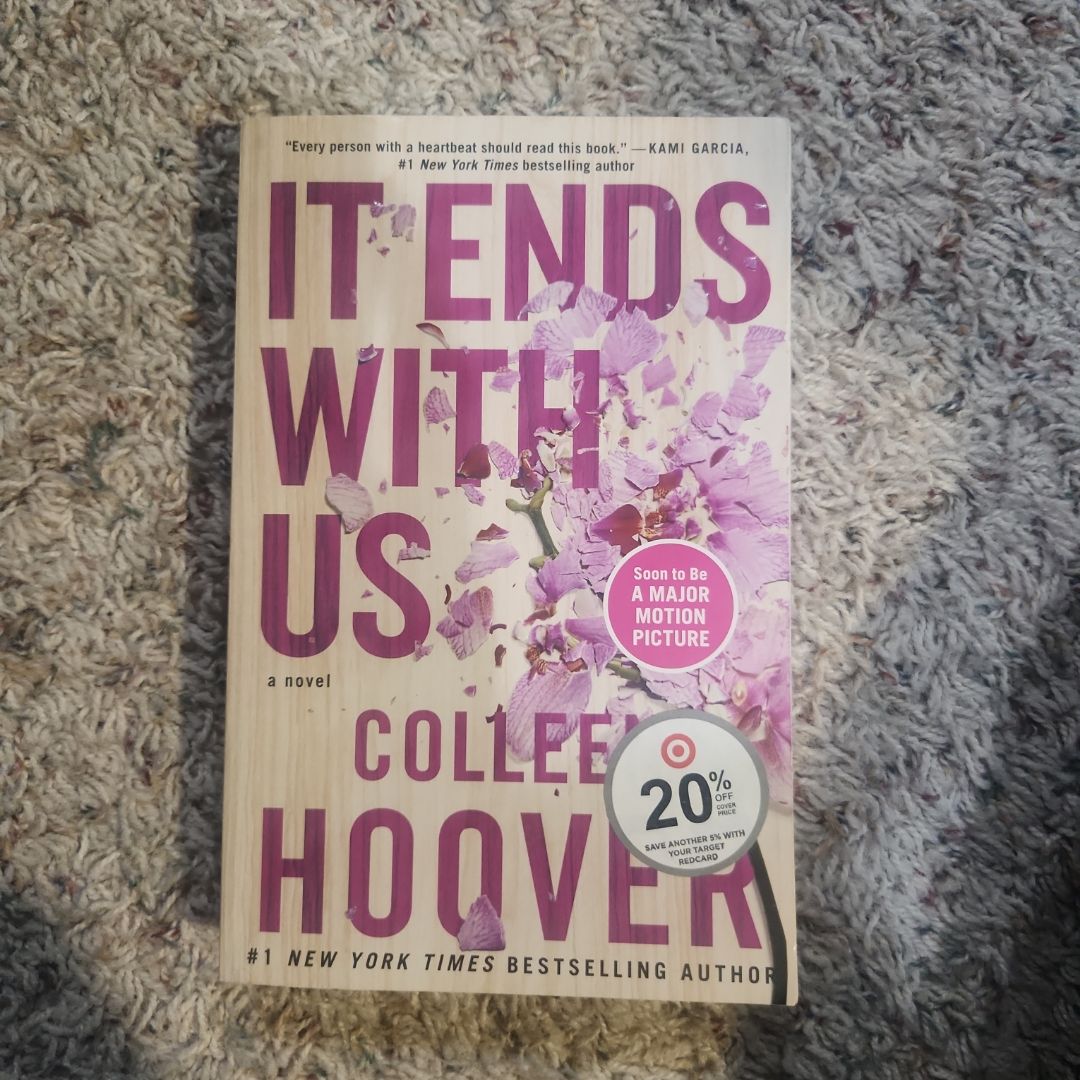 “Every person with a heartbeat should read this book.” —KAMI GARCIA,
#1 New York Times bestselling author
IT ENDS
WITH
US
a novel
Soon to Be
A MAJOR
MOTION
PICTURE
COLLEEN
HOOVER
20%
OFF
COVER
PRICE
SAVE ANOTHER 5% WITH
YOUR TARGET
REDCARD
#1 NEW YORK TIMES BESTSELLING AUTHOR